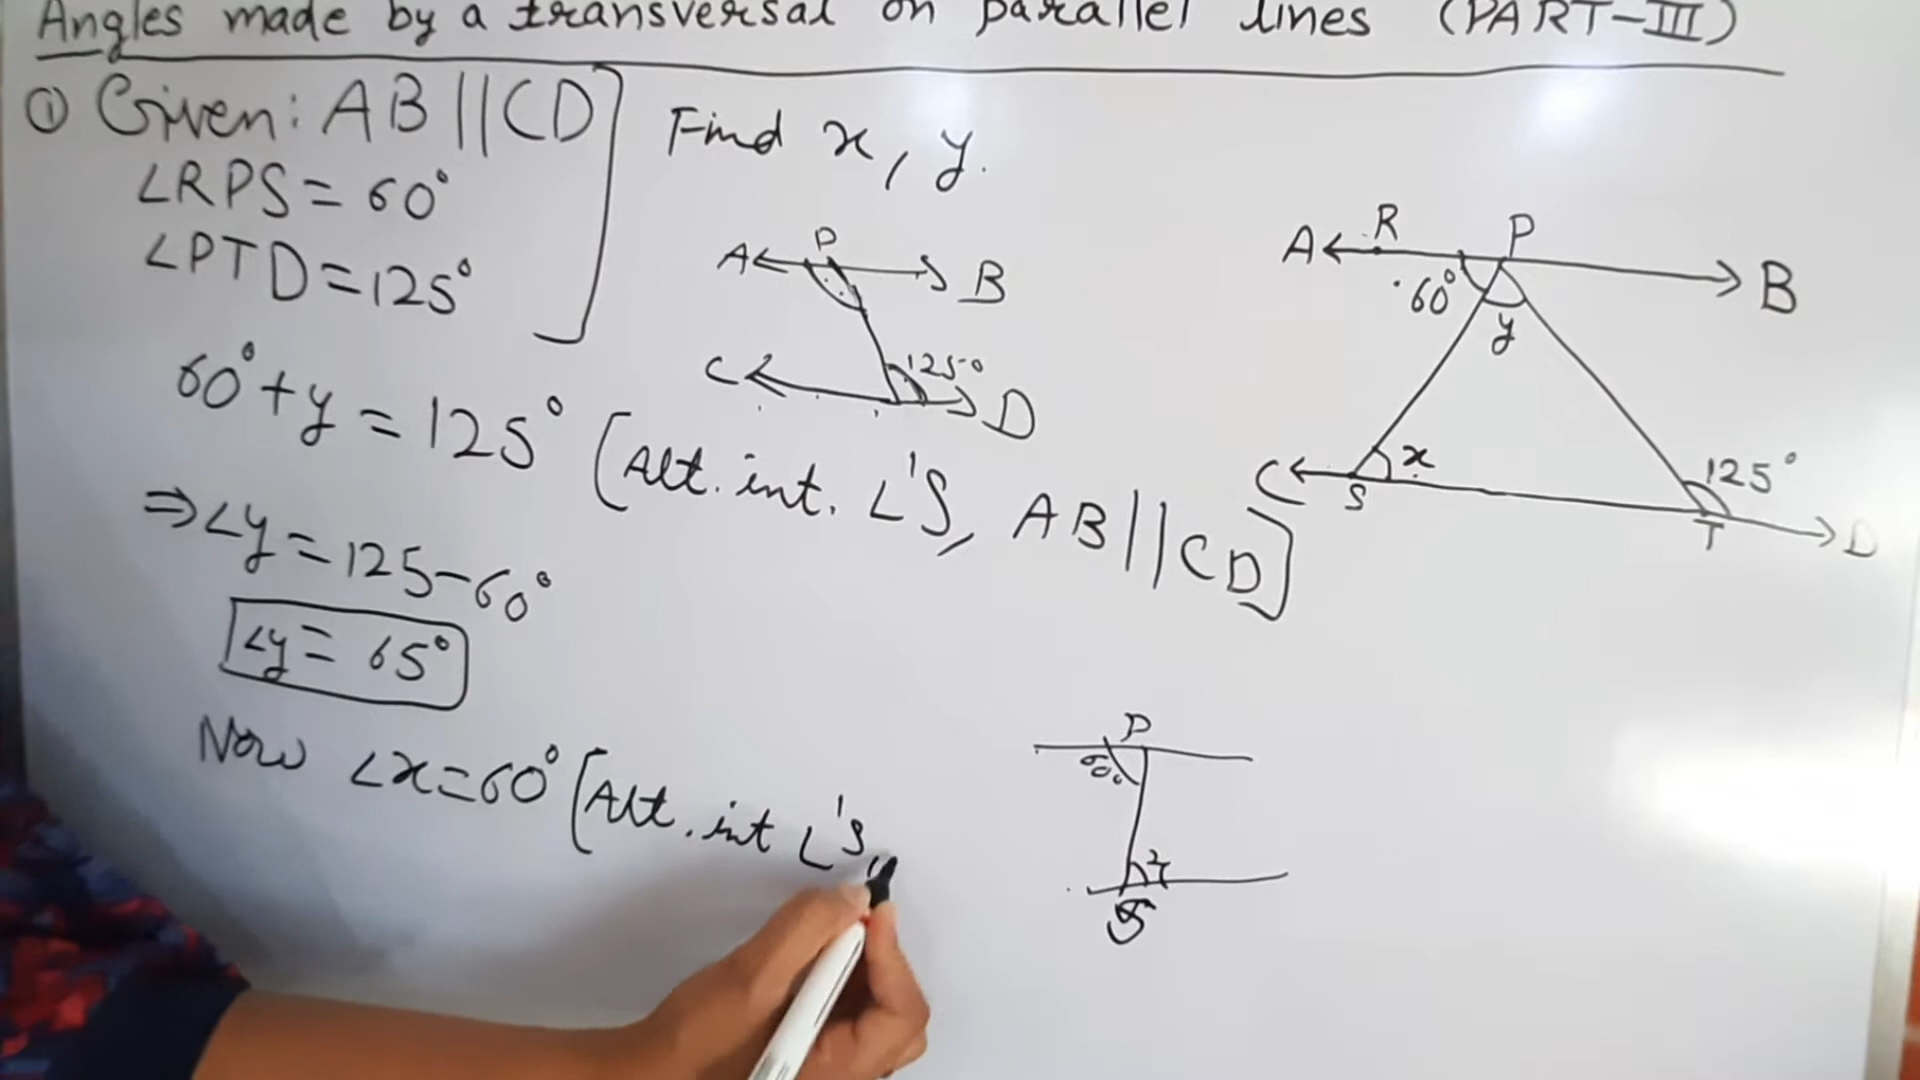 Angles made by a transversal on parallel lines (PART-III)
① Given: AB||CD] Find x, y.
∠RPS = 60°
∠PTD = 125°
A P B
C 125° D
A R P B
60° y
C S x 125° T D
60° + y = 125° (Alt. int. ∠'S, AB||CD]
⇒ ∠y = 125 - 60°
∠y = 65°
Now ∠x = 60° [Alt. int ∠'s,
P
60°
S